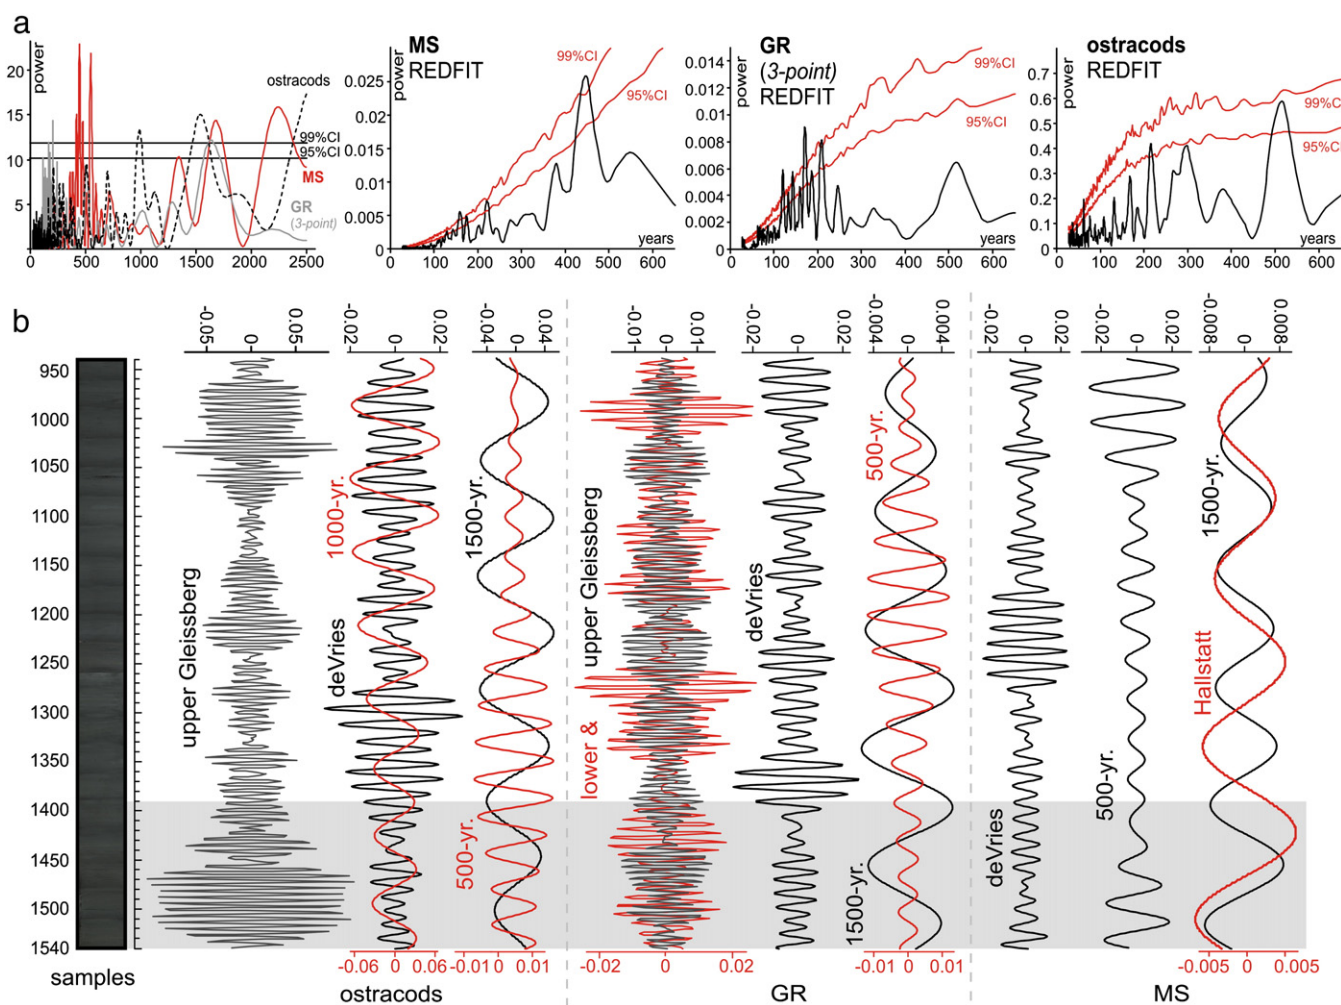 a
power
20
15
10
5
0
500
1000
1500
2000
2500
ostracods
99%CI
95%CI
MS
GR
(3-point)
MS
REDFIT
power
0.025
0.02
0.015
0.01
0.005
0
99%CI
95%CI
years
0
100
200
300
400
500
600
GR
(3-point)
REDFIT
power
0.014
0.012
0.01
0.008
0.006
0.004
0.002
0
99%CI
95%CI
years
0
100
200
300
400
500
600
ostracods
REDFIT
power
0.7
0.6
0.5
0.4
0.3
0.2
0.1
0
99%CI
95%CI
years
0
100
200
300
400
500
600
b
950
1000
1050
1100
1150
1200
1250
1300
1350
1400
1450
1500
1540
samples
-0.05
0
0.05
upper Gleissberg
-0.02
0
0.02
1000-yr.
deVries
-0.06
0
0.06
-0.04
0
0.04
1500-yr.
500-yr.
-0.01
0
0.01
ostracods
-0.01
0
0.01
lower &
upper Gleissberg
-0.02
0
0.02
-0.02
0
0.02
deVries
-0.004
0
0.004
500-yr.
1500-yr.
-0.01
0
0.01
GR
-0.02
0
0.02
deVries
-0.02
0
0.02
500-yr.
-0.0008
0
0.0008
1500-yr.
Hallstatt
-0.005
0
0.005
MS